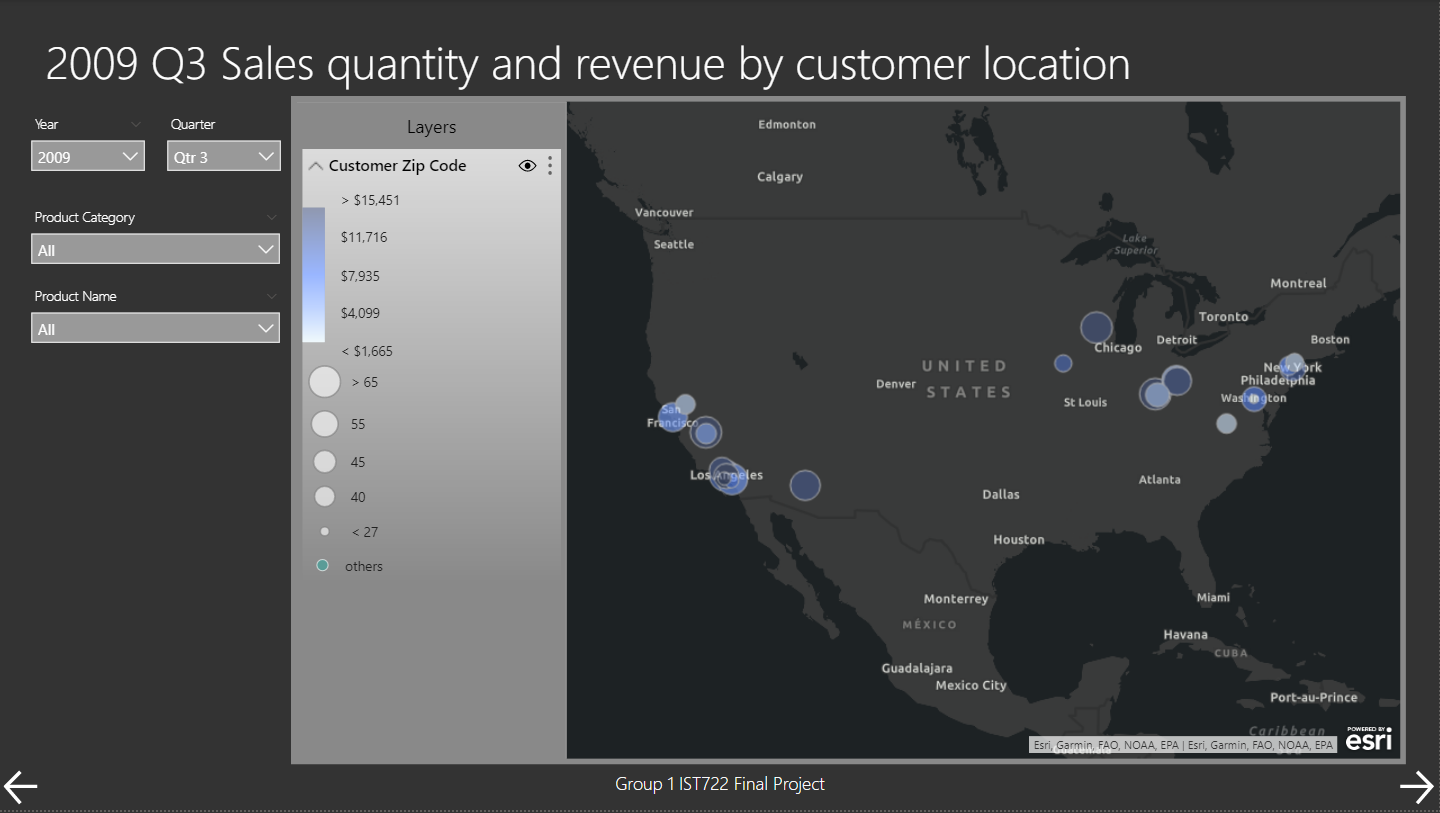 2009 Q3 Sales quantity and revenue by customer location
Year
Quarter
2009
Qtr 3
Product Category
All
Product Name
All
Layers
Customer Zip Code
> $15,451
$11,716
$7,935
$4,099
< $1,665
> 65
55
45
40
< 27
others
Edmonton
Calgary
Vancouver
Seattle
Lake
Superior
Montreal
Toronto
Boston
Detroit
Chicago
New York
Philadelphia
UNITED
STATES
Denver
St Louis
Washington
San
Francisco
Los Angeles
Atlanta
Dallas
Houston
Monterrey
MÉXICO
Miami
Havana
CUBA
Guadalajara
Mexico City
Port-au-Prince
Caribbean
Esri, Garmin, FAO, NOAA, EPA | Esri, Garmin, FAO, NOAA, EPA
POWERED BY
esri
Group 1 IST722 Final Project